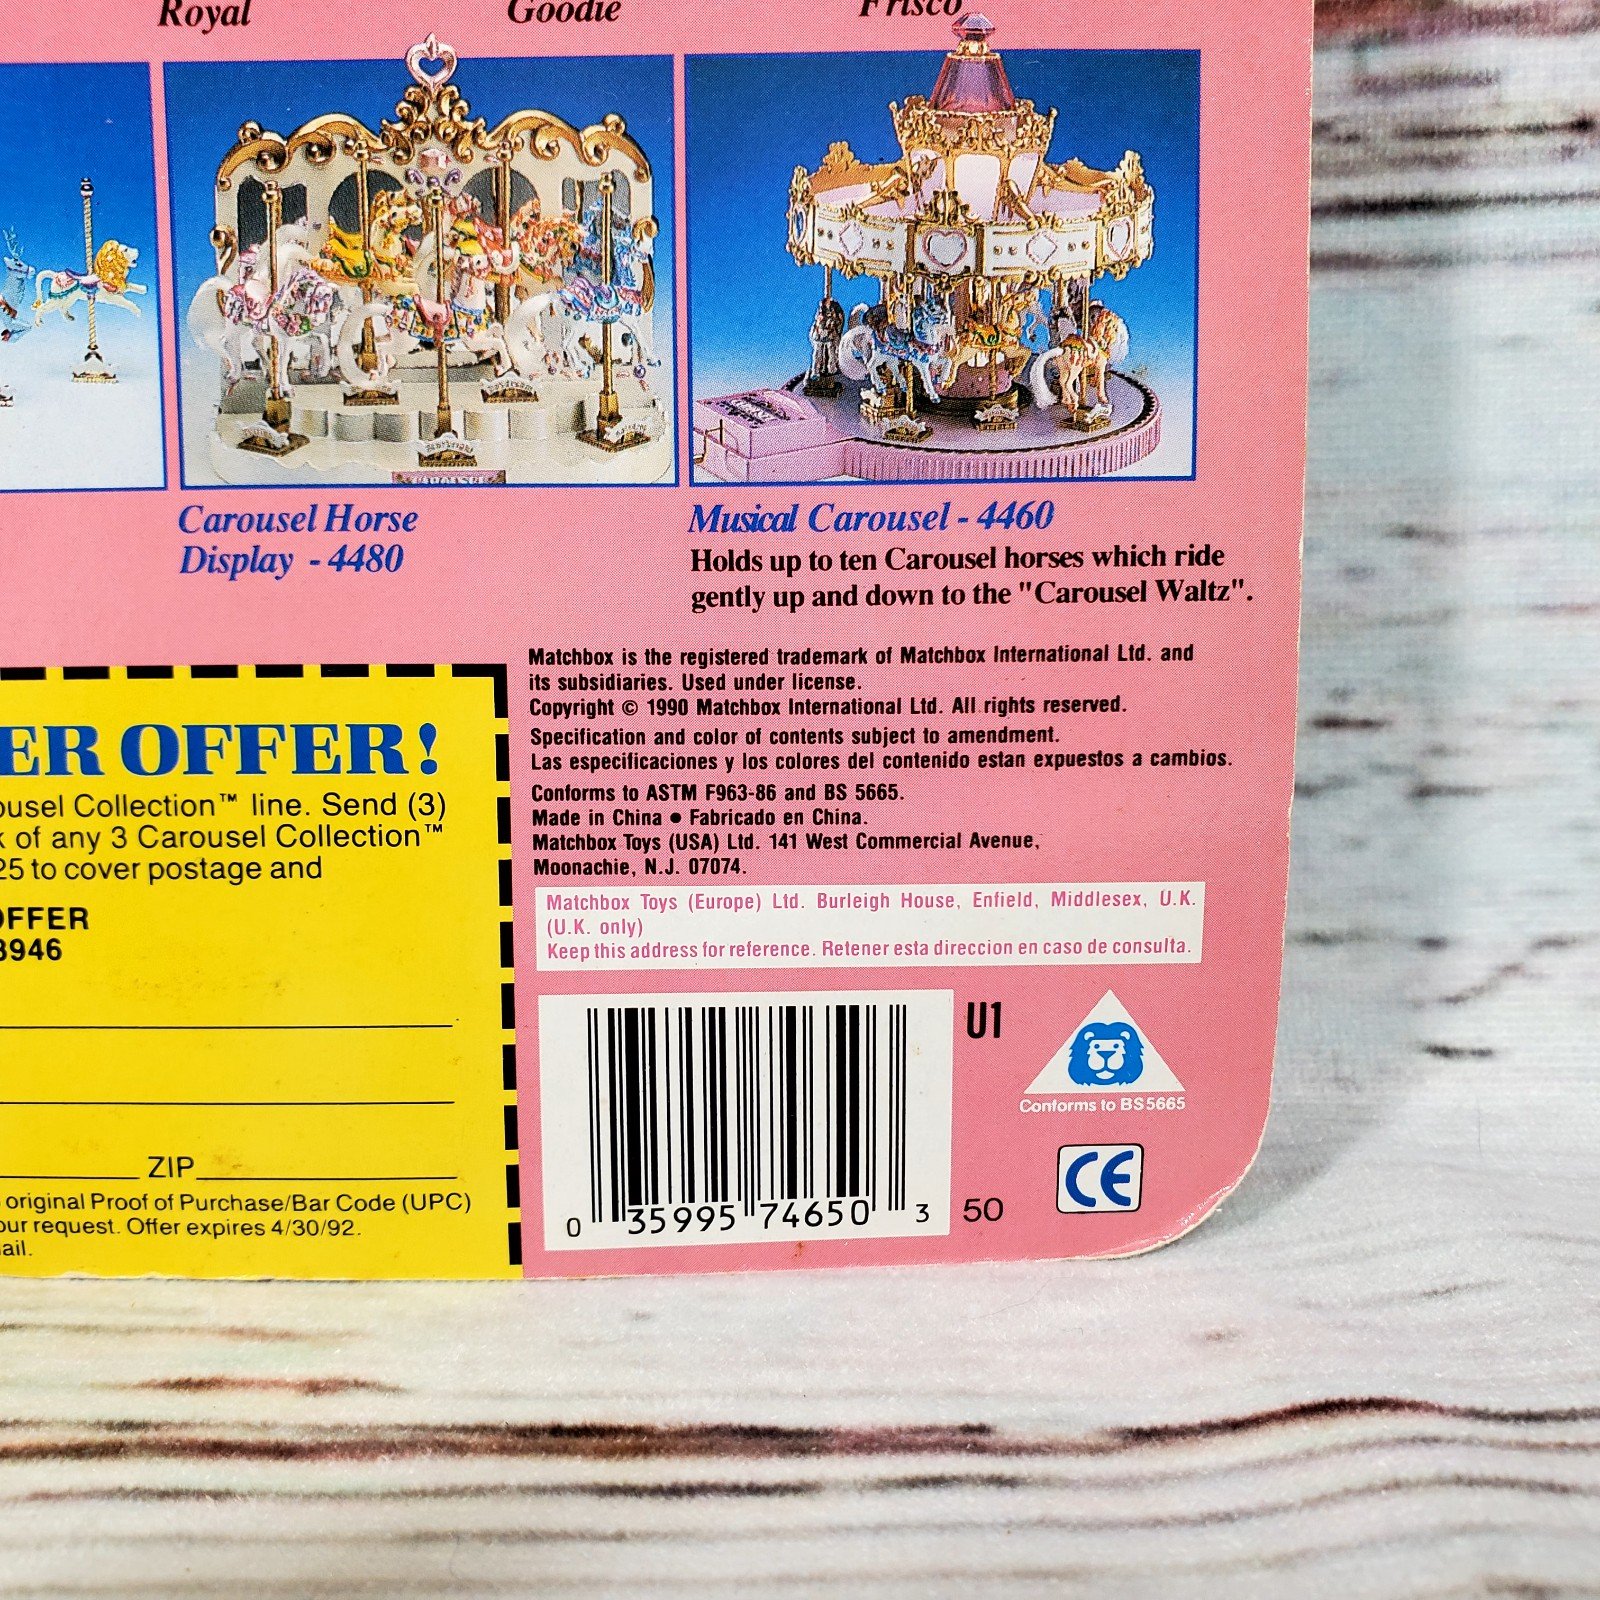 Royal
Goodie
Frisco
Carousel Horse
Display - 4480
Musical Carousel - 4460
Holds up to ten Carousel horses which ride
gently up and down to the "Carousel Waltz".
ER OFFER!
ousel Collection™ line. Send (3)
k of any 3 Carousel Collection™
25 to cover postage and
OFFER
3946
ZIP
original Proof of Purchase/Bar Code (UPC)
our request. Offer expires 4/30/92.
ail.
Matchbox is the registered trademark of Matchbox International Ltd. and
its subsidiaries. Used under license.
Copyright © 1990 Matchbox International Ltd. All rights reserved.
Specification and color of contents subject to amendment.
Las especificaciones y los colores del contenido estan expuestos a cambios.
Conforms to ASTM F963-86 and BS 5665.
Made in China ● Fabricado en China.
Matchbox Toys (USA) Ltd. 141 West Commercial Avenue,
Moonachie, N.J. 07074.
Matchbox Toys (Europe) Ltd. Burleigh House, Enfield, Middlesex, U.K.
(U.K. only)
Keep this address for reference. Retener esta direccion en caso de consulta.
U1
Conforms to BS5665
CE
0 35995 74650 3
50